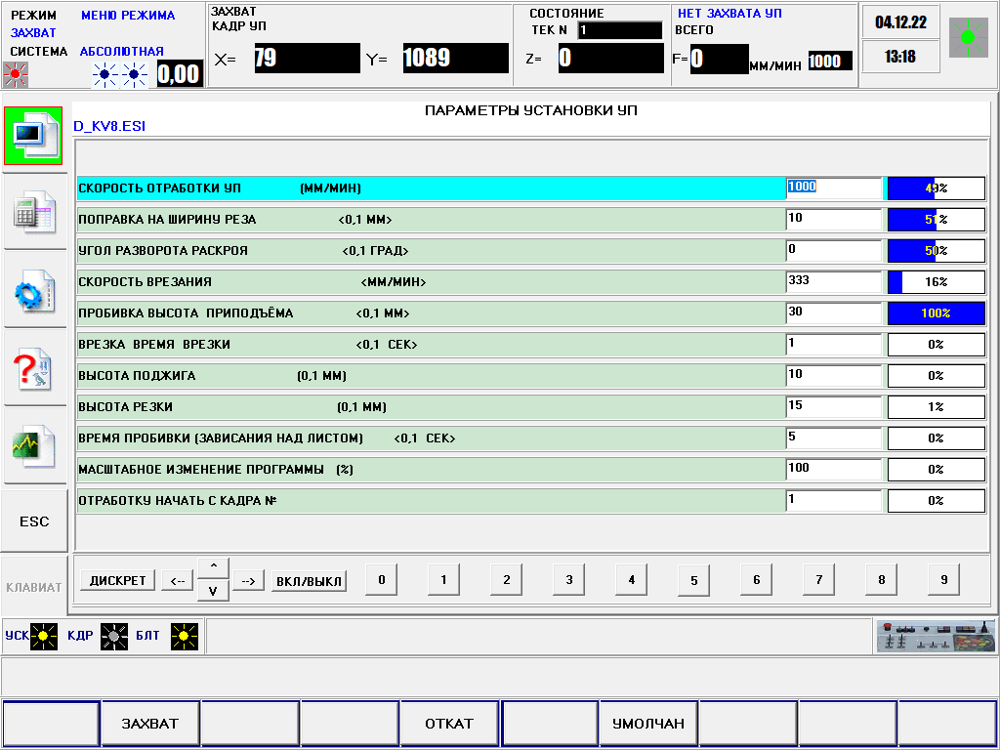 РЕЖИМ МЕНЮ РЕЖИМА
ЗАХВАТ
СИСТЕМА АБСОЛЮТНАЯ
0,00
ЗАХВАТ
КАДР УП
X= 79 Y= 1089
СОСТОЯНИЕ
ТЕК N 1
Z= 0
НЕТ ЗАХВАТА УП
ВСЕГО
F= 0 ММ/МИН 1000
04.12.22
13:18
ПАРАМЕТРЫ УСТАНОВКИ УП
D_KV8.ESI
СКОРОСТЬ ОТРАБОТКИ УП (ММ/МИН) 1000 49%
ПОПРАВКА НА ШИРИНУ РЕЗА <0,1 ММ> 10 51%
УГОЛ РАЗВОРОТА РАСКРОЯ <0,1 ГРАД> 0 50%
СКОРОСТЬ ВРЕЗАНИЯ <ММ/МИН> 333 16%
ПРОБИВКА ВЫСОТА ПРИПОДЪЁМА <0,1 ММ> 30 100%
ВРЕЗКА ВРЕМЯ ВРЕЗКИ <0,1 СЕК> 1 0%
ВЫСОТА ПОДЖИГА (0,1 ММ) 10 0%
ВЫСОТА РЕЗКИ (0,1 ММ) 15 1%
ВРЕМЯ ПРОБИВКИ (ЗАВИСАНИЯ НАД ЛИСТОМ) <0,1 СЕК> 5 0%
МАСШТАБНОЕ ИЗМЕНЕНИЕ ПРОГРАММЫ (%) 100 0%
ОТРАБОТКУ НАЧАТЬ С КАДРА № 1 0%
ESC
КЛАВИАТ
ДИСКРЕТ <-- ^ V --> ВКЛ/ВЫКЛ 0 1 2 3 4 5 6 7 8 9
УСК КДР БЛТ
ЗАХВАТ ОТКАТ УМОЛЧАН